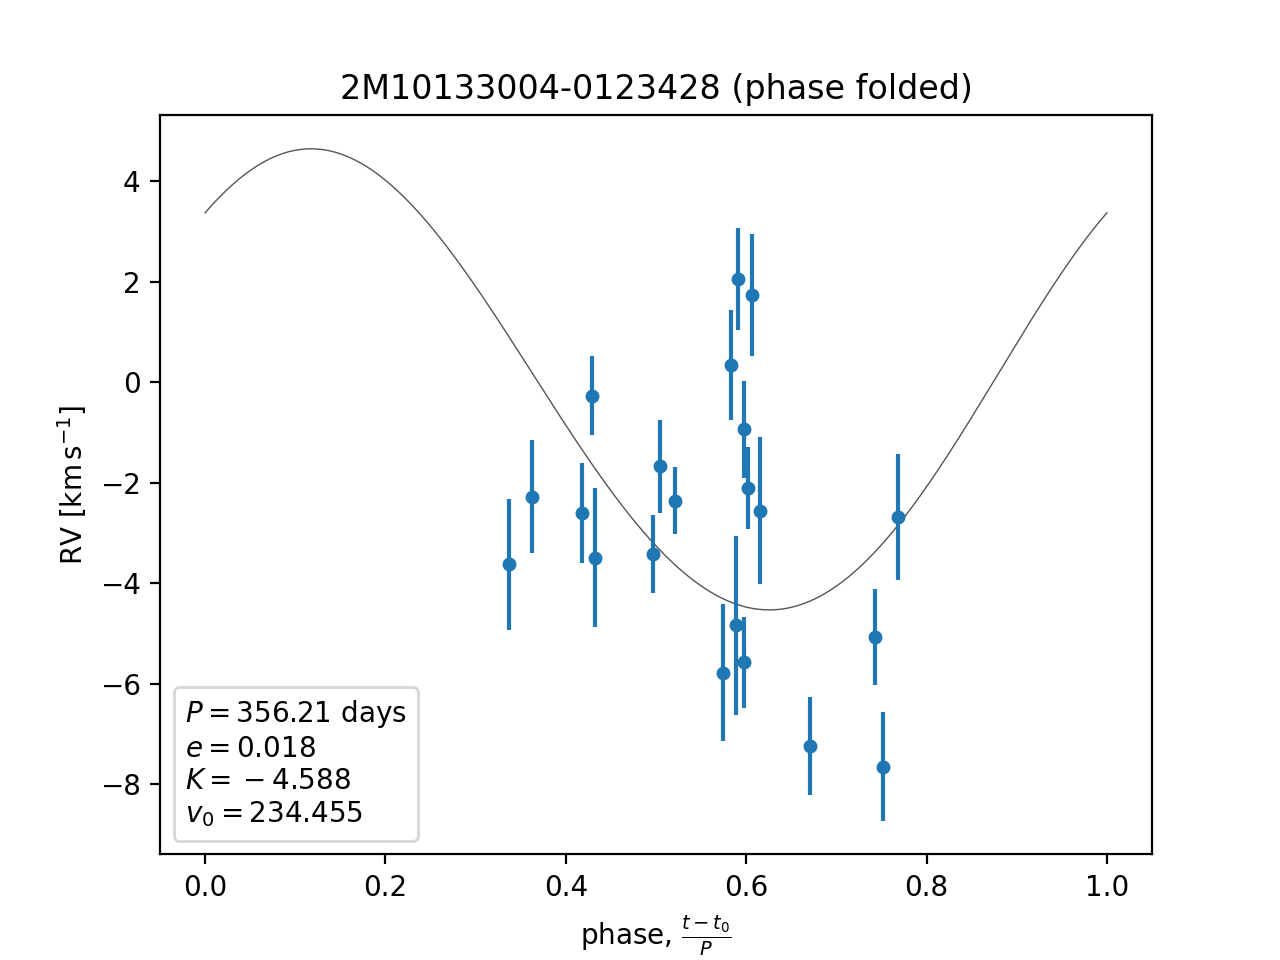 2M10133004-0123428 (phase folded)
RV [km s⁻¹]
4
2
0
−2
−4
−6
−8
P = 356.21 days
e = 0.018
K = −4.588
v₀ = 234.455
0.0 0.2 0.4 0.6 0.8 1.0
phase, (t − t₀)/P